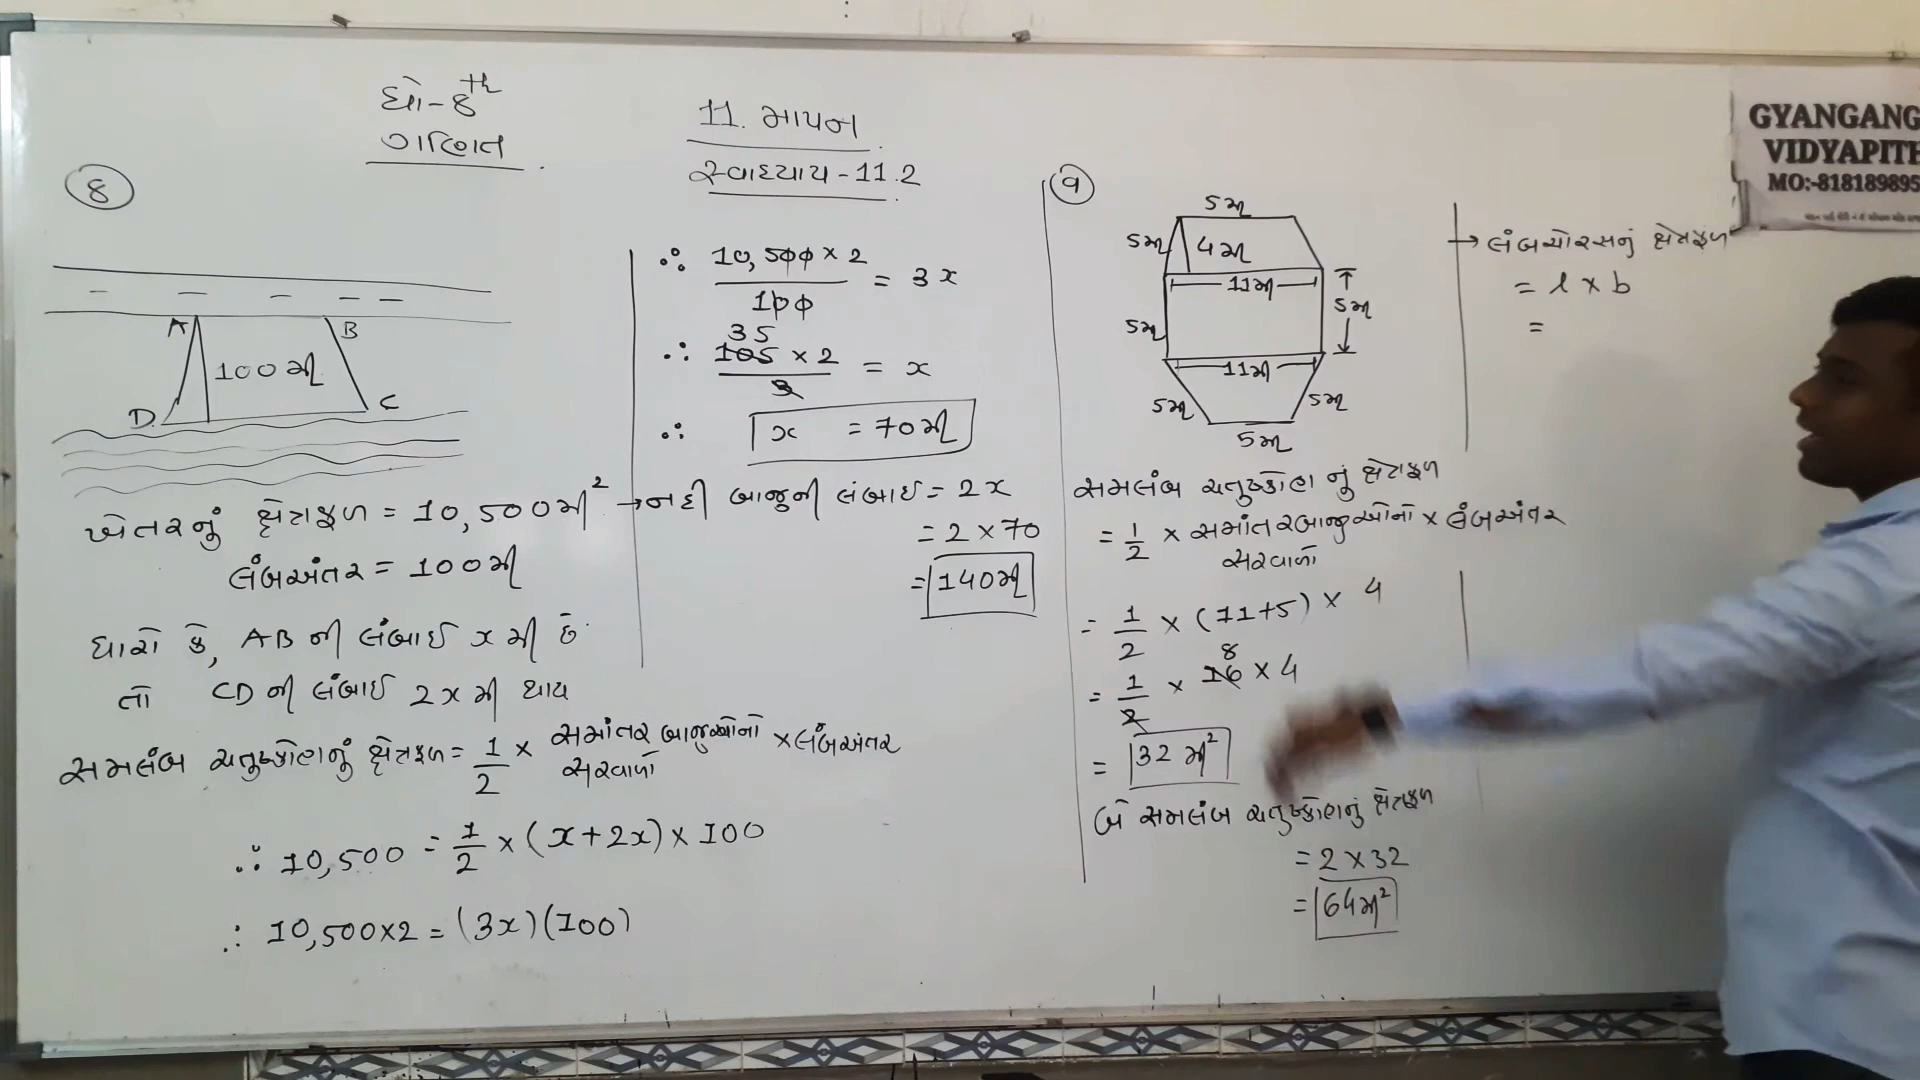 ધો-8th
ગણિત
11. માપન
સ્વાધ્યાય-11.2
8
A
B
100 મી
D
C
ખેતરનું ક્ષેત્રફળ = 10,500 મી²
લંબઅંતર = 100 મી
ધારો કે, AB ની લંબાઈ x મી છે
તો CD ની લંબાઈ 2x મી થાય
સમલંબ ચતુષ્કોણનું ક્ષેત્રફળ = 1/2 × સમાંતર બાજુઓનો સરવાળો × લંબઅંતર
∴ 10,500 = 1/2 × (x+2x) × 100
∴ 10,500×2 = (3x)(100)
∴ 10,500 × 2 / 100 = 3x
35
∴ 105 × 2 / 3 = x
∴ x = 70 મી
→ નદી બાજુની લંબાઈ = 2x
= 2 × 70
= 140 મી
9
5 મી
5 મી
4 મી
11 મી
5 મી
5 મી
11 મી
5 મી
5 મી
5 મી
સમલંબ ચતુષ્કોણ નું ક્ષેત્રફળ
= 1/2 × સમાંતર બાજુઓનો સરવાળો × લંબઅંતર
= 1/2 × (11+5) × 4
8
= 1/2 × 16 × 4
= 32 મી²
બે સમલંબ ચતુષ્કોણનું ક્ષેત્રફળ
= 2 × 32
= 64 મી²
→ લંબચોરસનું ક્ષેત્રફળ
= l × b
=
GYANGANG
VIDYAPITH
MO:-818189895